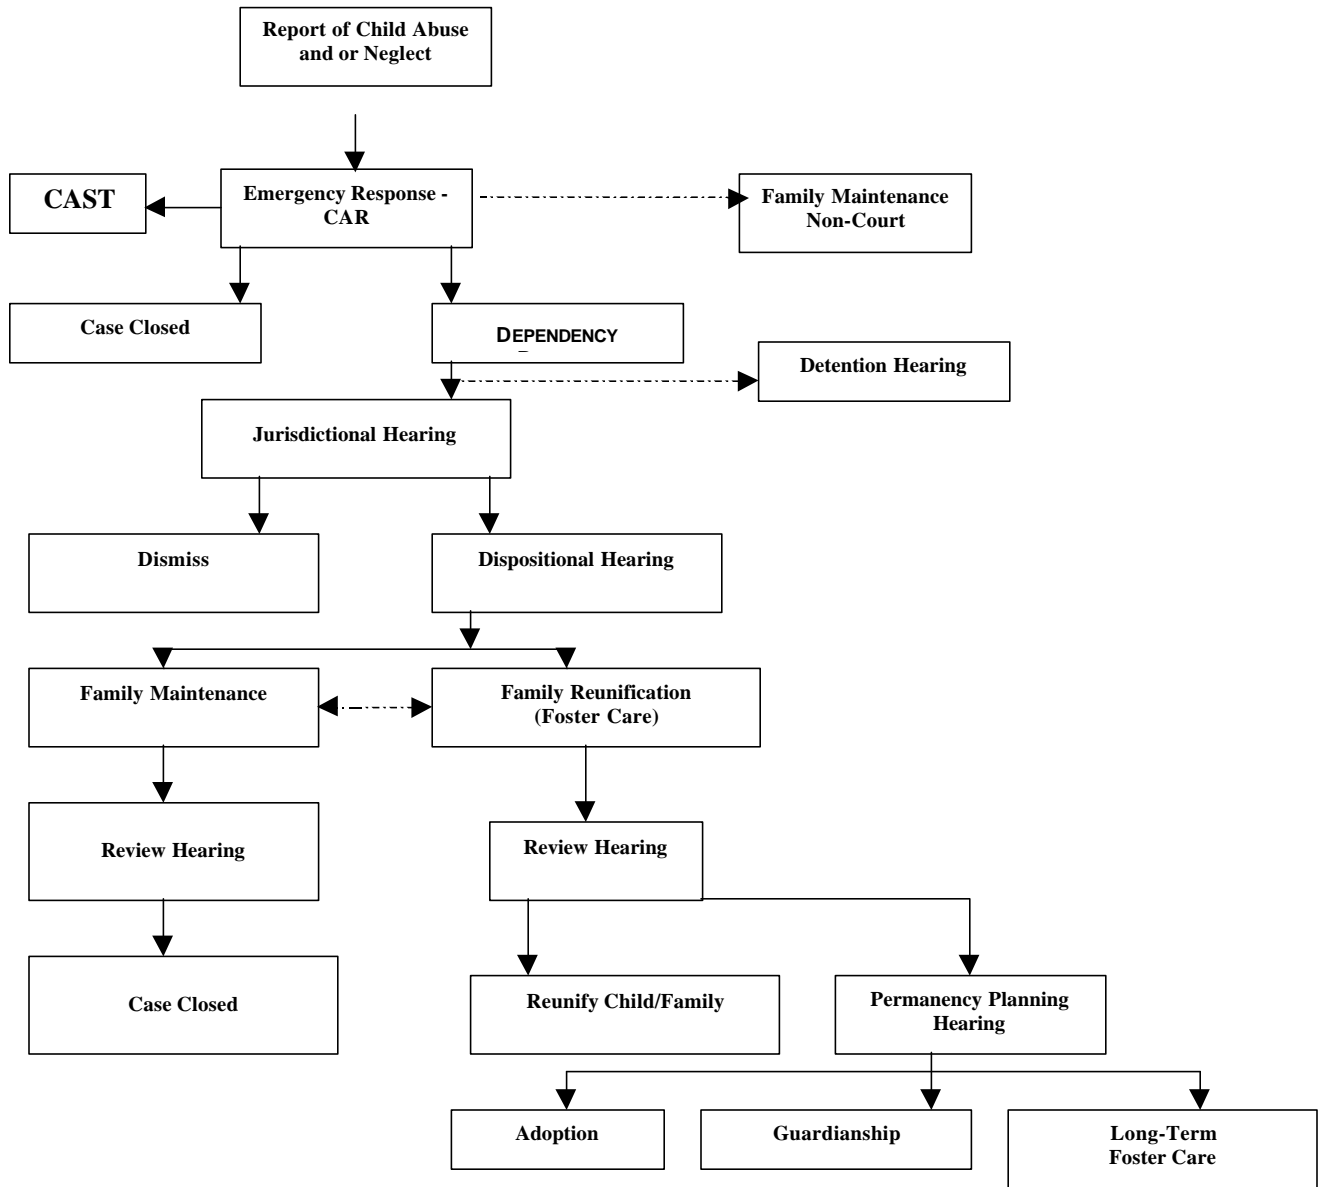 Report of Child Abuse
and or Neglect
CAST
Emergency Response -
CAR
Family Maintenance
Non-Court
Case Closed
DEPENDENCY
Detention Hearing
Jurisdictional Hearing
Dismiss
Dispositional Hearing
Family Maintenance
Family Reunification
(Foster Care)
Review Hearing
Review Hearing
Case Closed
Reunify Child/Family
Permanency Planning
Hearing
Adoption
Guardianship
Long-Term
Foster Care